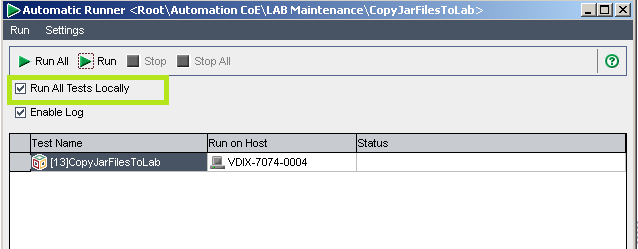 Automatic Runner <Root\Automation CoE\LAB Maintenance\CopyJarFilesToLab>
Run Settings
Run All Run Stop Stop All ?
Run All Tests Locally
Enable Log
Test Name Run on Host Status
[13]CopyJarFilesToLab VDIX-7074-0004